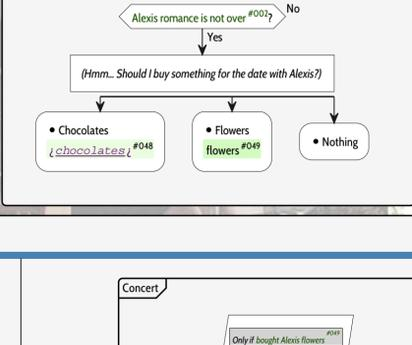 Alexis romance is not over #002?
No
Yes
(Hmm... Should I buy something for the date with Alexis?)
• Chocolates
¿chocolates¿ #048
• Flowers
flowers #049
• Nothing
Concert
#049
Only if bought Alexis flowers